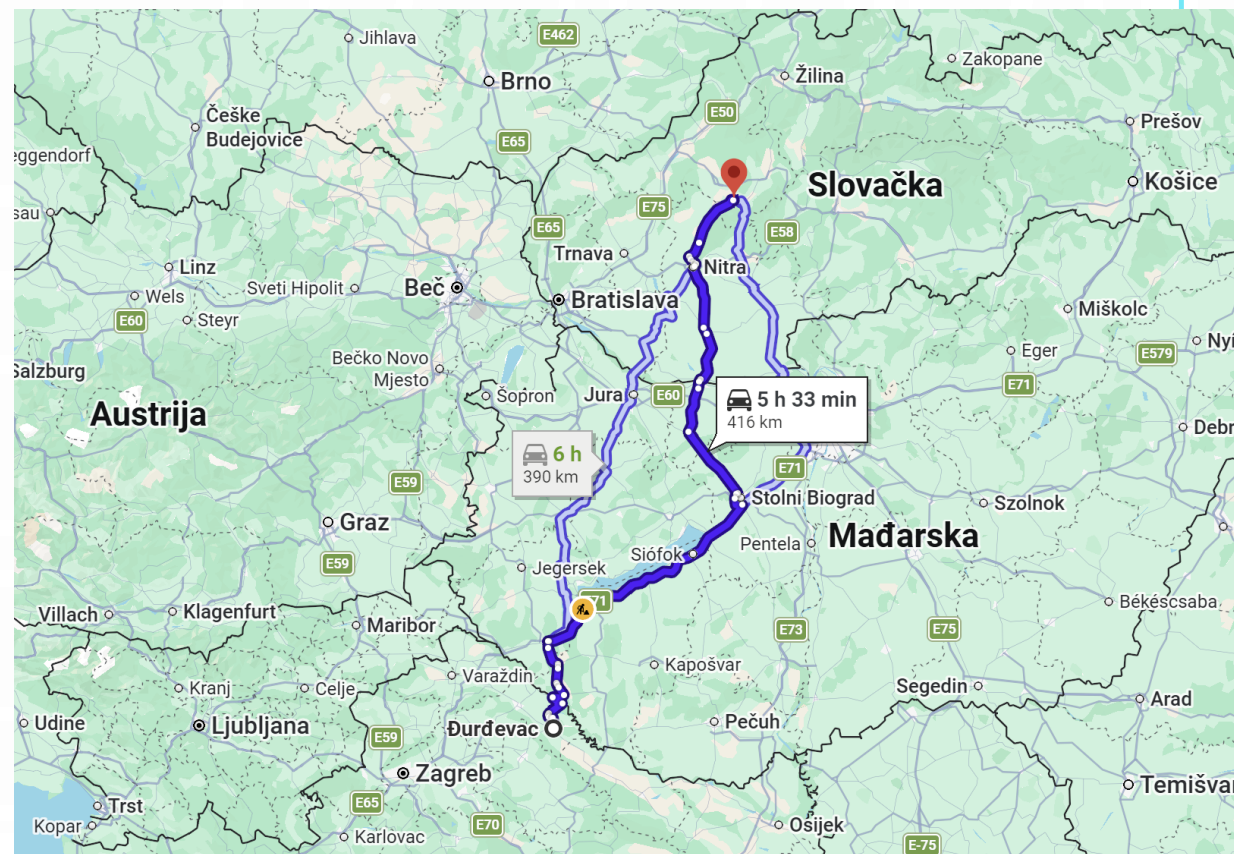 Jihlava
E462
Brno
Žilina
Zakopane
Češke
Budejovice
E50
Prešov
E65
eggendorf
Slovačka
Košice
sau
E75
E65
E58
Trnava
Linz
Nitra
Sveti Hipolit
Beč
Wels
Bratislava
E60
Steyr
Miškolc
Bečko Novo
Mjesto
Eger
E579
Nyí
Salzburg
E71
Šopron
Jura
E60
5 h 33 min
416 km
Austrija
Debr
6 h
390 km
E71
E59
Stolni Biograd
Szolnok
Graz
Mađarska
Siófok
Pentela
E59
Jegersek
E71
Villach
Klagenfurt
Békéscsaba
Maribor
E73
E75
Kapošvar
Varaždin
Kranj
Celje
Segedin
Arad
Udine
Ljubljana
Đurđevac
Pečuh
E59
Zagreb
Temišvar
Trst
E65
Kopar
E70
Osijek
Karlovac
E-75